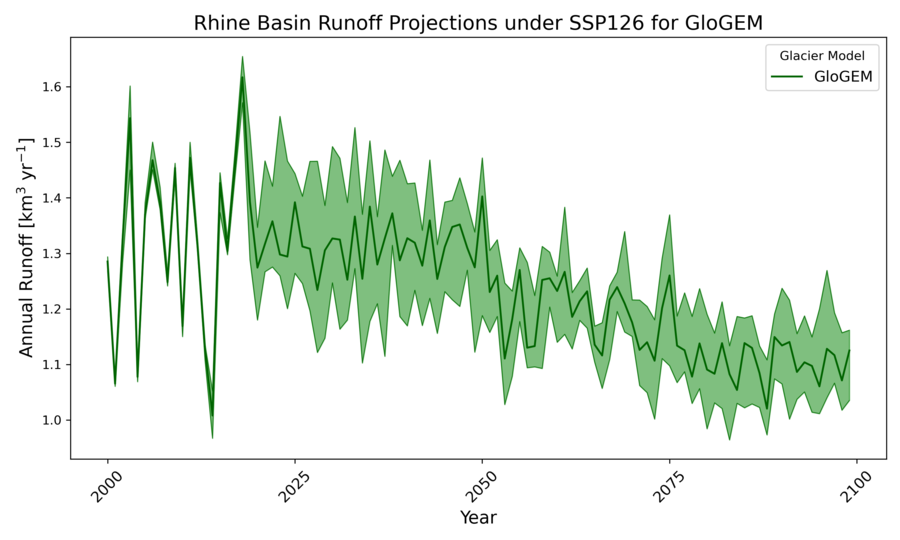 Rhine Basin Runoff Projections under SSP126 for GloGEM
Glacier Model
GloGEM
Annual Runoff [km³ yr⁻¹]
1.6
1.5
1.4
1.3
1.2
1.1
1.0
2000
2025
2050
2075
2100
Year